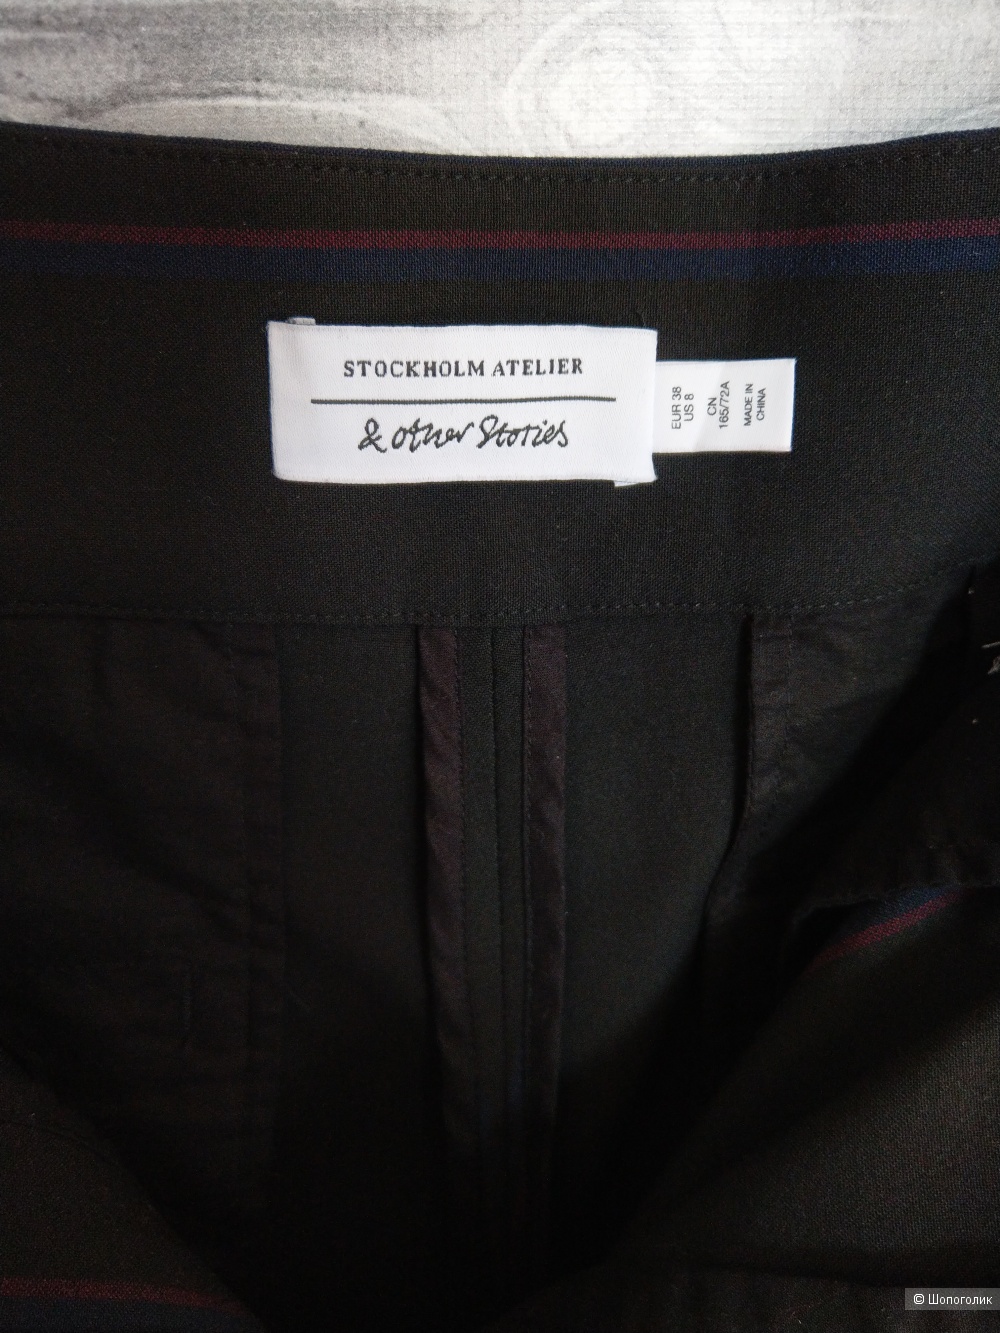 STOCKHOLM ATELIER
& other Stories
EUR 38
US 8
CN
165/72A
MADE IN
CHINA
© Шопоголик